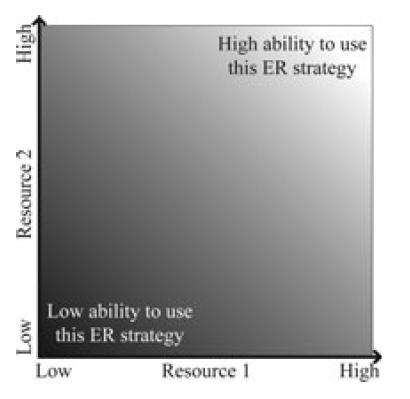 High
High ability to use
this ER strategy
Resource 2
Low ability to use
this ER strategy
Low
Low Resource 1 High